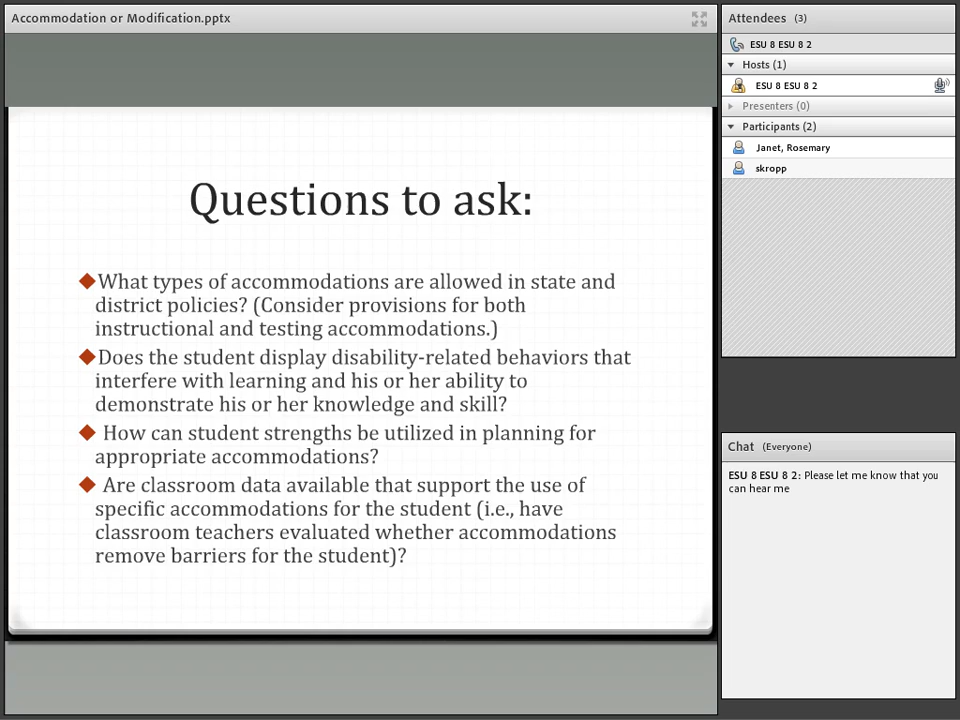 Accommodation or Modification.pptx
Questions to ask:
What types of accommodations are allowed in state and
district policies? (Consider provisions for both
instructional and testing accommodations.)
Does the student display disability-related behaviors that
interfere with learning and his or her ability to
demonstrate his or her knowledge and skill?
How can student strengths be utilized in planning for
appropriate accommodations?
Are classroom data available that support the use of
specific accommodations for the student (i.e., have
classroom teachers evaluated whether accommodations
remove barriers for the student)?
Attendees (3)
ESU 8 ESU 8 2
Hosts (1)
ESU 8 ESU 8 2
Presenters (0)
Participants (2)
Janet, Rosemary
skropp
Chat (Everyone)
ESU 8 ESU 8 2: Please let me know that you
can hear me